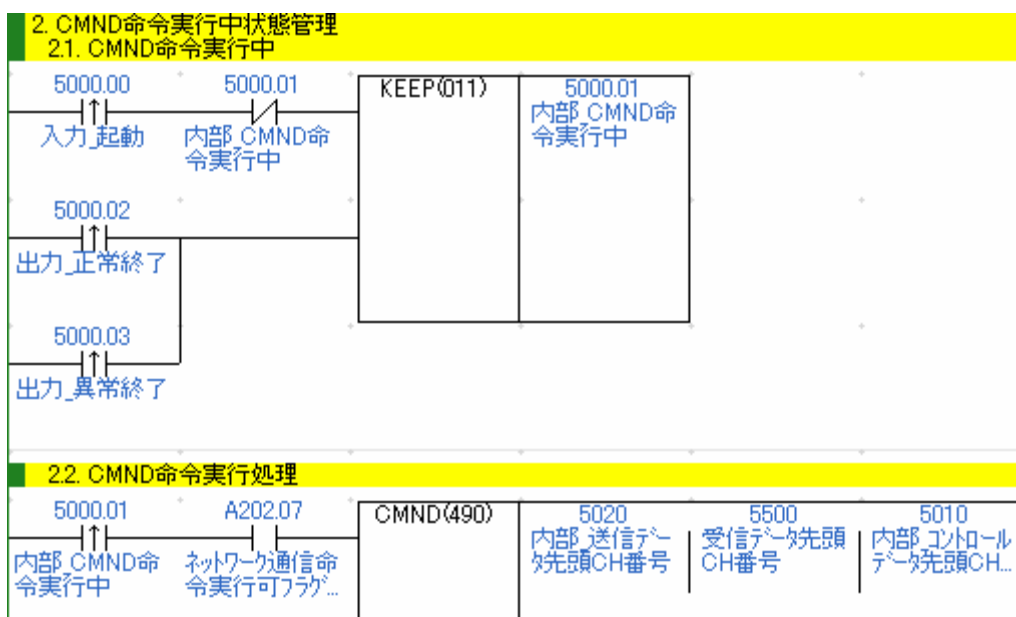 2. CMND命令実行中状態管理
2.1. CMND命令実行中
5000.00 5000.01 KEEP(011) 5000.01
入力_起動 内部_CMND命 内部_CMND命
令実行中 令実行中
5000.02
出力_正常終了
5000.03
出力_異常終了
2.2. CMND命令実行処理
5000.01 A202.07 CMND(490) 5020 5500 5010
内部_CMND命 ネットワーク通信命 内部_送信デー 受信データ先頭 内部_コントロール
令実行中 令実行可フラグ... タ先頭CH番号 CH番号 データ先頭CH...